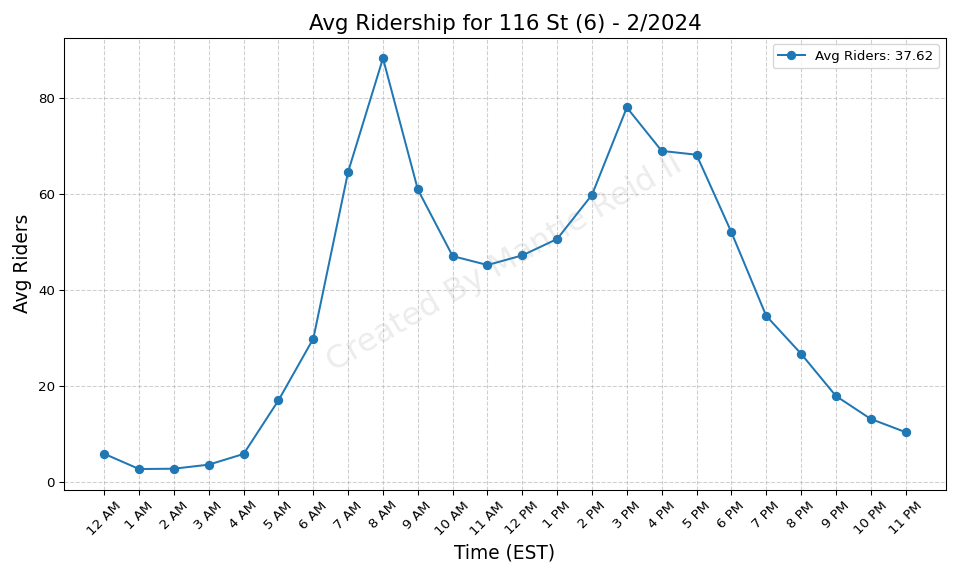 Avg Ridership for 116 St (6) - 2/2024
Avg Riders: 37.62
Avg Riders
80
60
40
20
0
Created By Mantie Reid II
12 AM
1 AM
2 AM
3 AM
4 AM
5 AM
6 AM
7 AM
8 AM
9 AM
10 AM
11 AM
12 PM
1 PM
2 PM
3 PM
4 PM
5 PM
6 PM
7 PM
8 PM
9 PM
10 PM
11 PM
Time (EST)